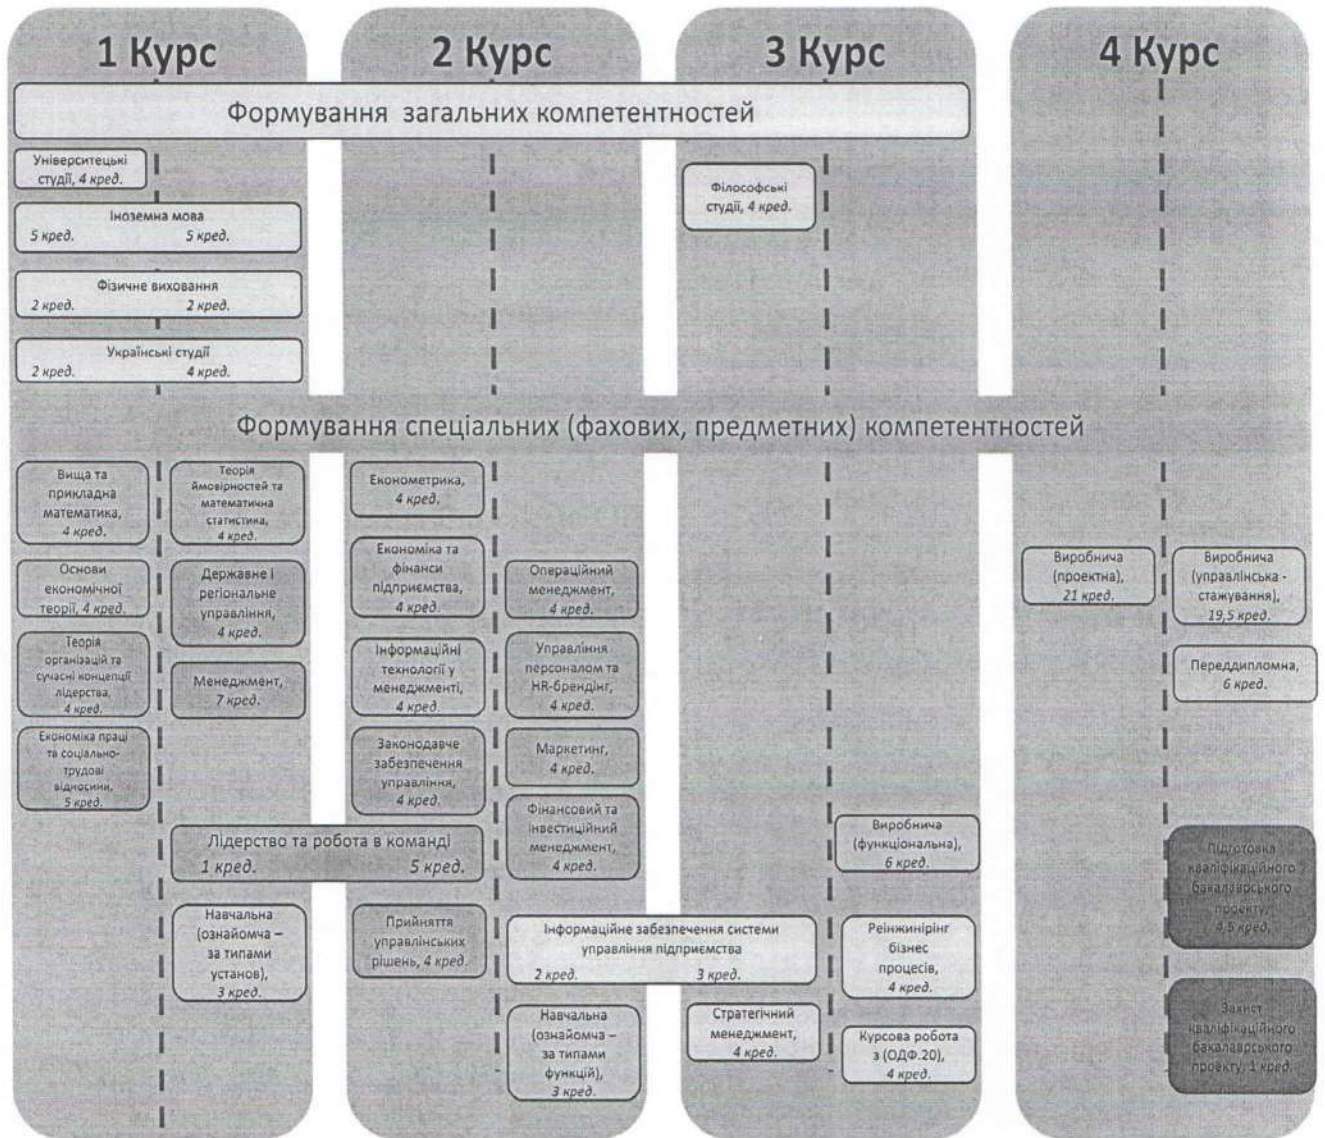 1 Курс
2 Курс
3 Курс
4 Курс
Формування загальних компетентностей
Університецькі
студії, 4 кред.
Іноземна мова
5 кред. 5 кред.
Фізичне виховання
2 кред. 2 кред.
Українські студії
2 кред. 4 кред.
Філософські
студії, 4 кред.
Формування спеціальних (фахових, предметних) компетентностей
Вища та
прикладна
математика,
4 кред.
Основи
економічної
теорії, 4 кред.
Теорія
організацій та
сучасні концепції
лідерства,
4 кред.
Економіка праці
та соціально-
трудові
відносини,
5 кред.
Теорія
ймовірностей та
математична
статистика,
4 кред.
Державне і
регіональне
управління,
4 кред.
Менеджмент,
7 кред.
Лідерство та робота в команді
1 кред. 5 кред.
Навчальна
(ознайомча –
за типами
установ),
3 кред.
Економетрика,
4 кред.
Економіка та
фінанси
підприємства,
4 кред.
Інформаційні
технології у
менеджменті,
4 кред.
Законодавче
забезпечення
управління,
4 кред.
Прийняття
управлінських
рішень, 4 кред.
Операційний
менеджмент,
4 кред.
Управління
персоналом та
HR-брендінг,
4 кред.
Маркетинг,
4 кред.
Фінансовий та
інвестиційний
менеджмент,
4 кред.
Інформаційне забезпечення системи
управління підприємства
2 кред. 3 кред.
Навчальна
(ознайомча –
за типами
функцій),
3 кред.
Стратегічний
менеджмент,
4 кред.
Виробнича
(функціональна),
6 кред.
Реінжинірінг
бізнес
процесів,
4 кред.
Курсова робота
з (ОДФ.20),
4 кред.
Виробнича
(проектна),
21 кред.
Виробнича
(управлінська -
стажування),
19,5 кред.
Переддипломна,
6 кред.
Підготовка
кваліфікаційного
бакалаврського
проекту,
4,5 кред.
Захист
кваліфікаційного
бакалаврського
проекту, 1 кред.